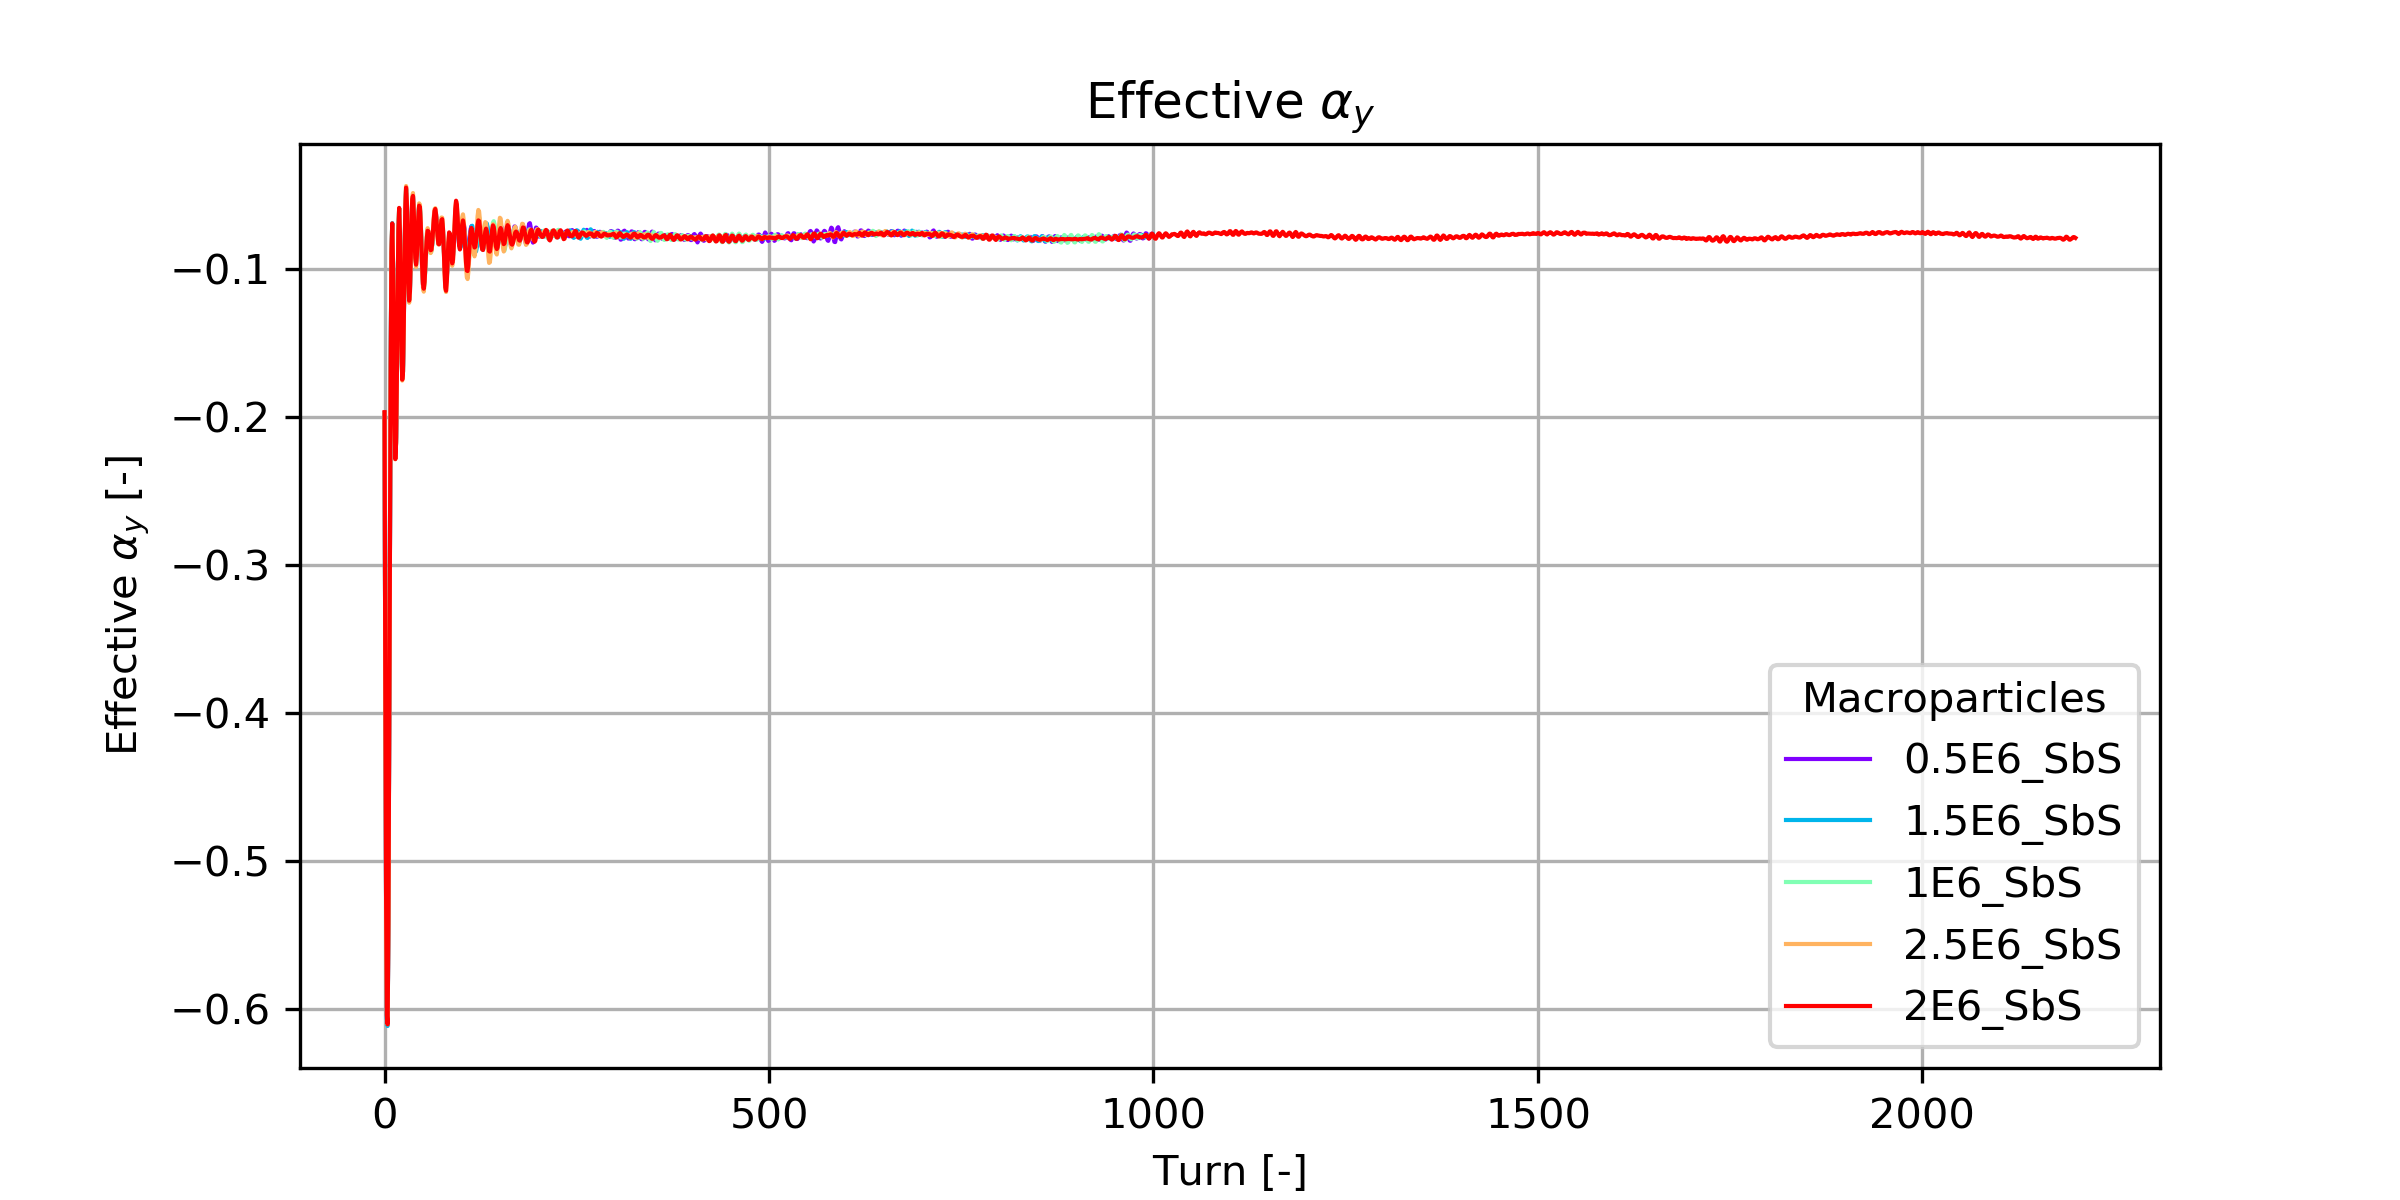 Effective αy
Effective αy [-]
−0.1
−0.2
−0.3
−0.4
−0.5
−0.6
Macroparticles
0.5E6_SbS
1.5E6_SbS
1E6_SbS
2.5E6_SbS
2E6_SbS
0 500 1000 1500 2000
Turn [-]